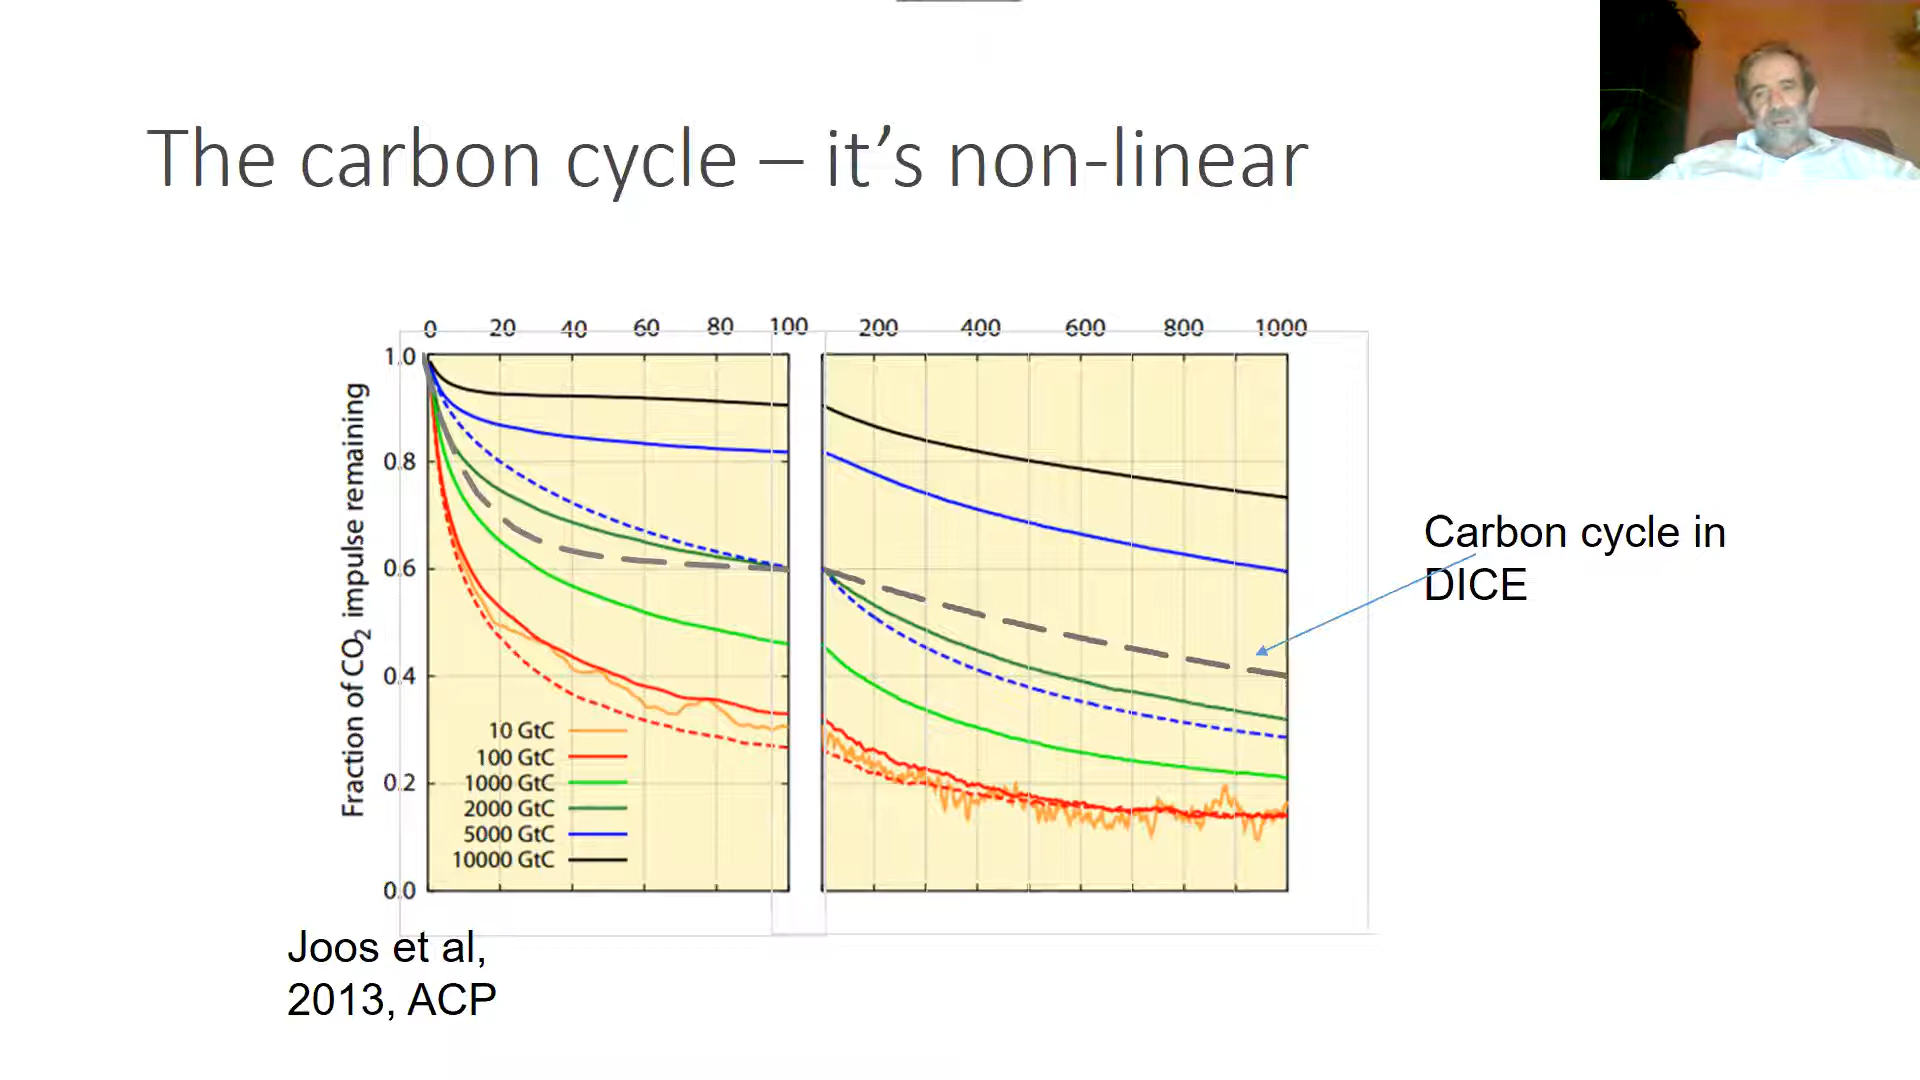 The carbon cycle – it’s non-linear
0 20 40 60 80 100 200 400 600 800 1000
1.0
0.8
0.6
0.4
0.2
0.0
Fraction of CO2 impulse remaining
10 GtC
100 GtC
1000 GtC
2000 GtC
5000 GtC
10000 GtC
Carbon cycle in
DICE
Joos et al,
2013, ACP